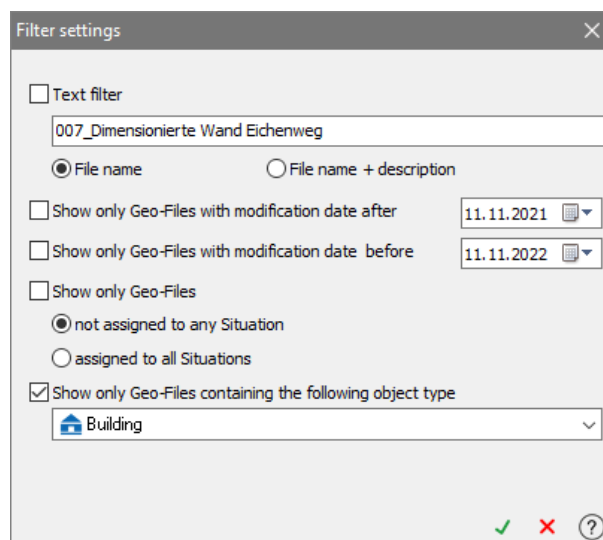 Filter settings
Text filter
007_Dimensionierte Wand Eichenweg
File name File name + description
Show only Geo-Files with modification date after 11.11.2021
Show only Geo-Files with modification date before 11.11.2022
Show only Geo-Files
not assigned to any Situation
assigned to all Situations
Show only Geo-Files containing the following object type
Building
?